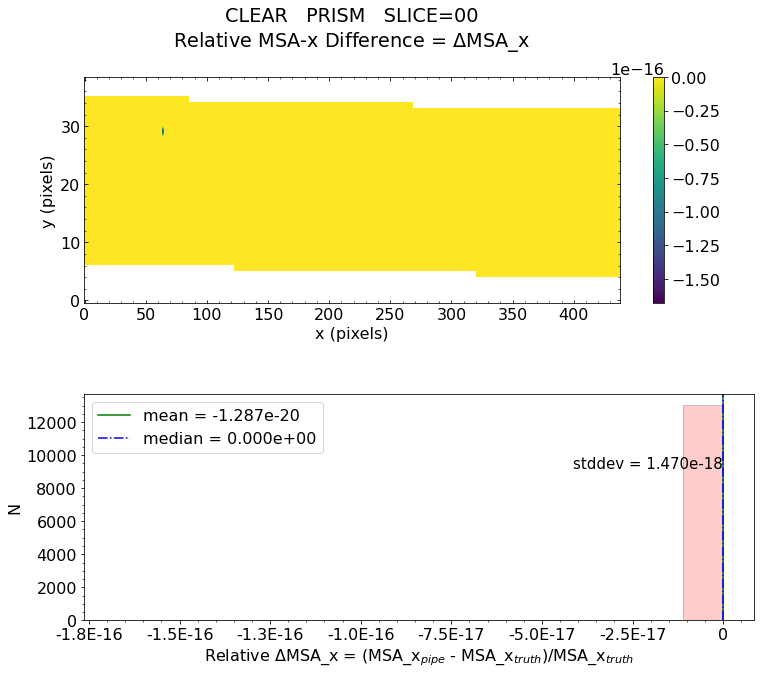 CLEAR   PRISM   SLICE=00
Relative MSA-x Difference = ΔMSA_x
1e−16
0.00
−0.25
−0.50
−0.75
−1.00
−1.25
−1.50
y (pixels)
30
20
10
0
0 50 100 150 200 250 300 350 400
x (pixels)
mean = -1.287e-20
median = 0.000e+00
stddev = 1.470e-18
N
12000
10000
8000
6000
4000
2000
0
-1.8E-16 -1.5E-16 -1.3E-16 -1.0E-16 -7.5E-17 -5.0E-17 -2.5E-17 0
Relative ΔMSA_x = (MSA_x_pipe - MSA_x_truth)/MSA_x_truth